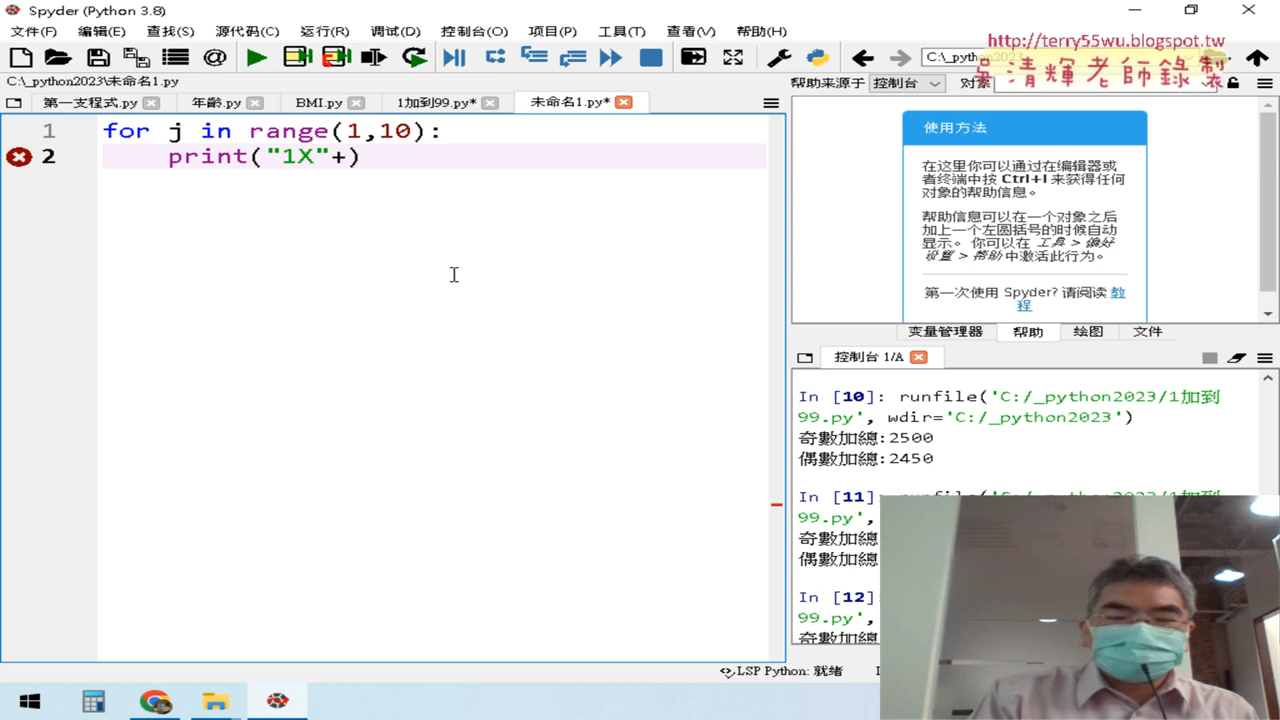 Spyder (Python 3.8)
文件(F) 编辑(E) 查找(S) 源代码(C) 运行(R) 调试(D) 控制台(O) 项目(P) 工具(T) 查看(V) 帮助(H)
http://terry55wu.blogspot.tw
吳清輝老師錄製
C:\_python2023\未命名1.py
帮助来源于 控制台 对象
第一支程式.py 年龄.py BMI.py 1加到99.py* 未命名1.py*
1 for j in range(1,10):
2 print("1X"+)
使用方法
在这里你可以通过在编辑器或
者终端中按 Ctrl+I 来获得任何
对象的帮助信息。
帮助信息可以在一个对象之后
加上一个左圆括号的时候自动
显示。 你可以在 工具 > 偏好
设置 > 帮助 中激活此行为。
第一次使用 Spyder? 请阅读 教
程
变量管理器 帮助 绘图 文件
控制台 1/A
In [10]: runfile('C:/_python2023/1加到
99.py', wdir='C:/_python2023')
奇數加總:2500
偶數加總:2450
In [11]: runfile('C:/_python2023/1加到
99.py',
奇數加總
偶數加總
In [12]
99.py',
奇數加總
LSP Python: 就绪